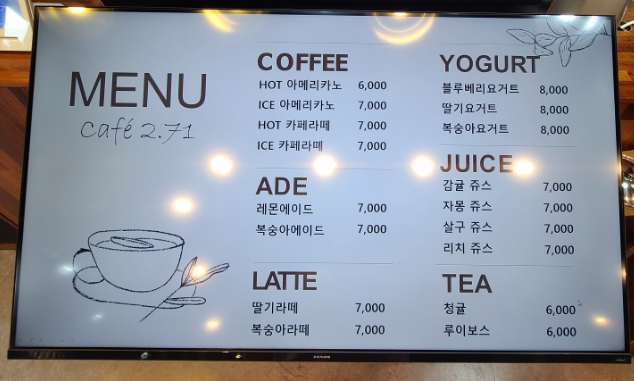 MENU
café 2.71
COFFEE
HOT 아메리카노 6,000
ICE 아메리카노 7,000
HOT 카페라떼 7,000
ICE 카페라떼 7,000
ADE
레몬에이드 7,000
복숭아에이드 7,000
LATTE
딸기라떼 7,000
복숭아라떼 7,000
YOGURT
블루베리요거트 8,000
딸기요거트 8,000
복숭아요거트 8,000
JUICE
감귤 쥬스 7,000
자몽 쥬스 7,000
살구 쥬스 7,000
리치 쥬스 7,000
TEA
청귤 6,000
루이보스 6,000